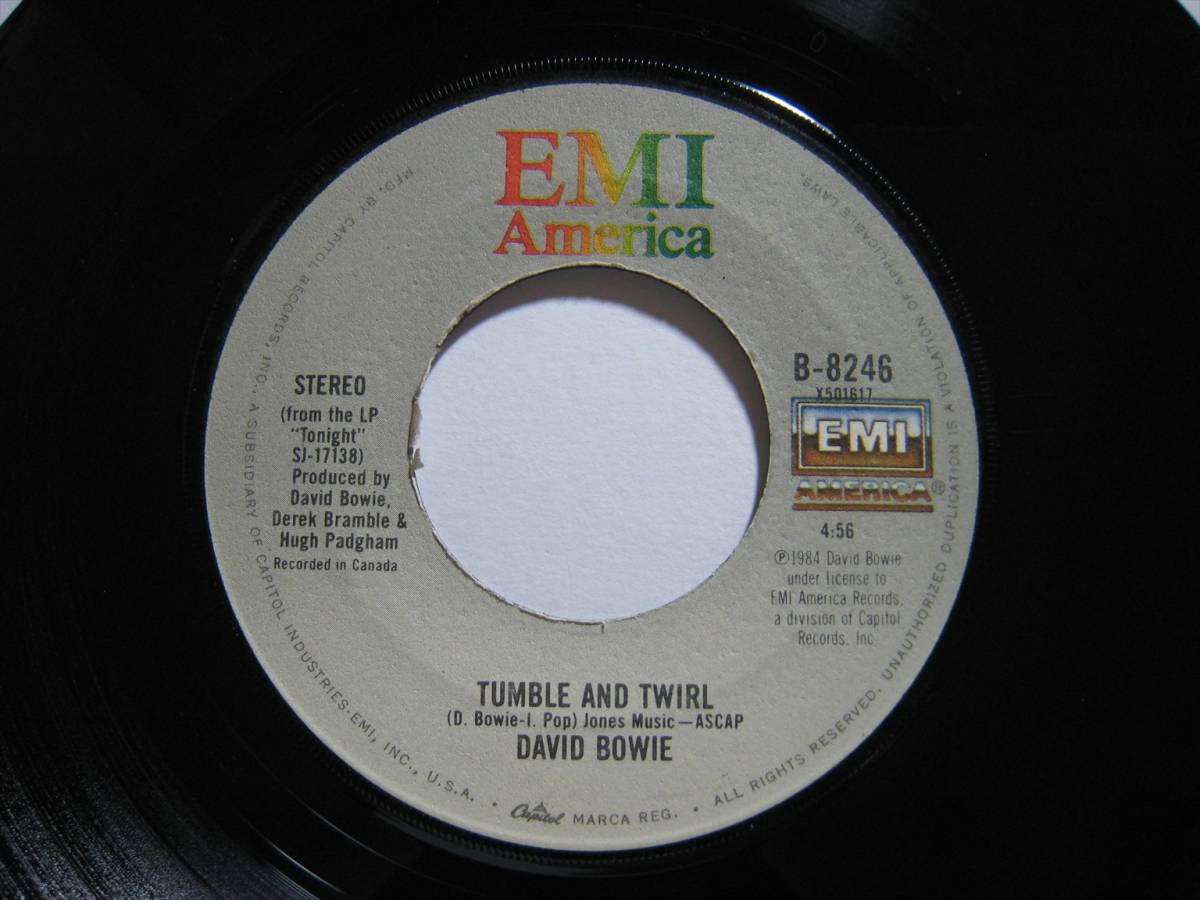 EMI
America
STEREO
(from the LP
"Tonight"
SJ-17138)
Produced by
David Bowie,
Derek Bramble &
Hugh Padgham
Recorded in Canada
B-8246
X501617
EMI
AMERICA®
4:56
℗1984 David Bowie
under license to
EMI America Records,
a division of Capitol
Records, Inc.
TUMBLE AND TWIRL
(D. Bowie-I. Pop) Jones Music—ASCAP
DAVID BOWIE
MFD. BY CAPITOL RECORDS, INC., A SUBSIDIARY OF CAPITOL INDUSTRIES-EMI, INC., U.S.A. • Capitol MARCA REG. • ALL RIGHTS RESERVED. UNAUTHORIZED DUPLICATION IS A VIOLATION OF APPLICABLE LAWS.